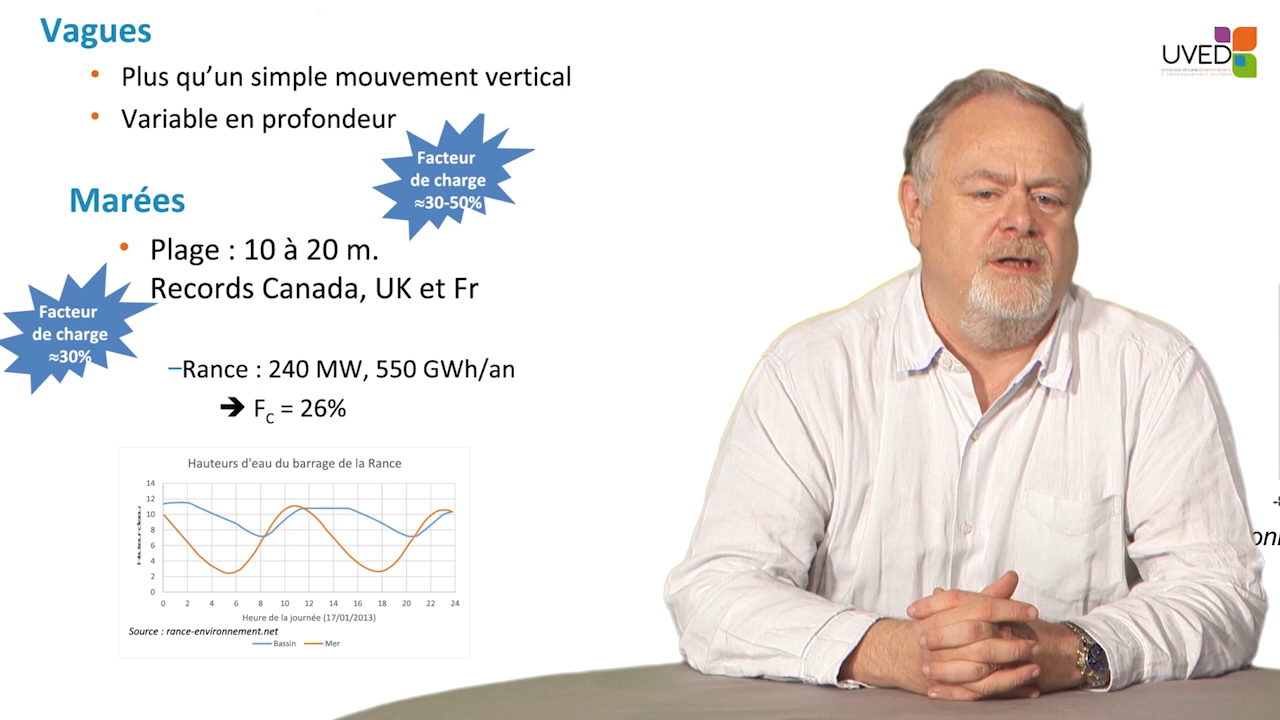 Vagues
• Plus qu’un simple mouvement vertical
• Variable en profondeur
Facteur
de charge
≈30-50%
Marées
• Plage : 10 à 20 m.
Records Canada, UK et Fr
Facteur
de charge
≈30%
–Rance : 240 MW, 550 GWh/an
➔ FC = 26%
Hauteurs d'eau du barrage de la Rance
14
12
10
8
6
4
2
0
0 2 4 6 8 10 12 14 16 18 20 22 24
Heure de la journée (17/01/2013)
Source : rance-environnement.net
Bassin Mer
UVED